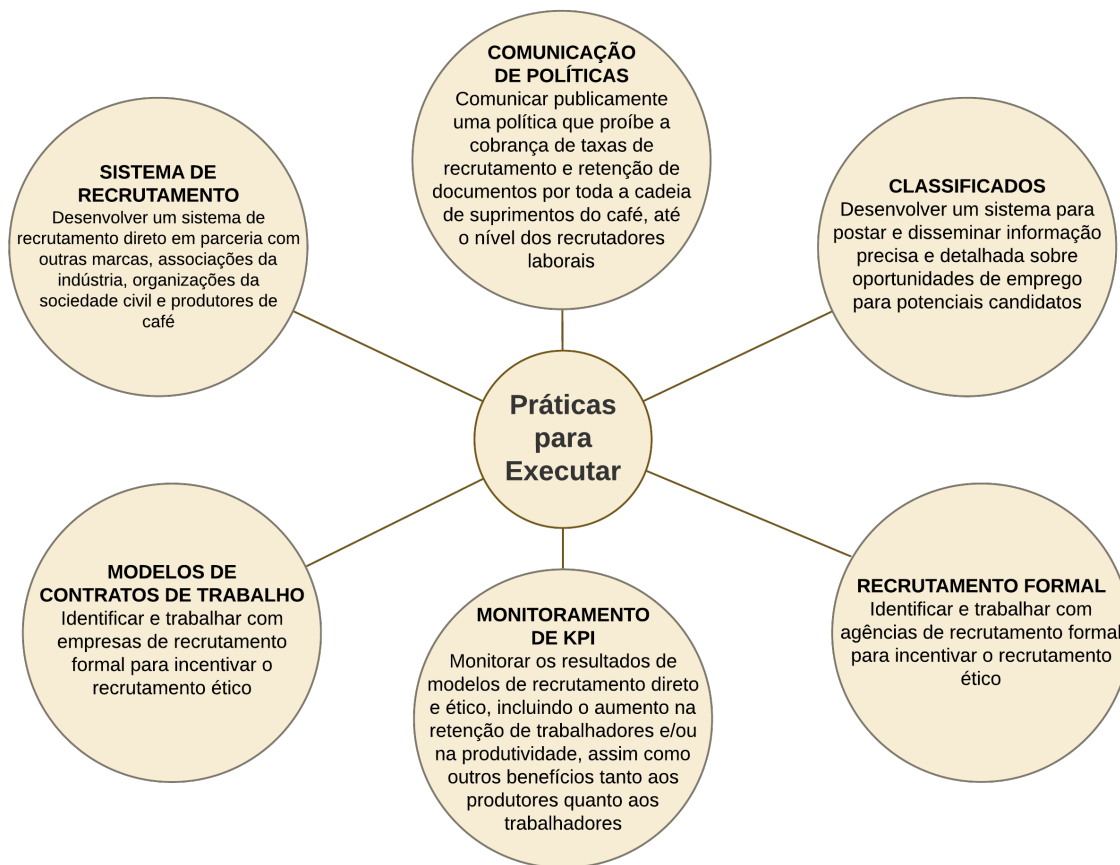 COMUNICAÇÃO
DE POLÍTICAS
Comunicar publicamente
uma política que proíbe a
cobrança de taxas de
recrutamento e retenção de
documentos por toda a cadeia
de suprimentos do café, até
o nível dos recrutadores
laborais
SISTEMA DE
RECRUTAMENTO
Desenvolver um sistema de
recrutamento direto em parceria com
outras marcas, associações da
indústria, organizações da
sociedade civil e produtores de
café
CLASSIFICADOS
Desenvolver um sistema para
postar e disseminar informação
precisa e detalhada sobre
oportunidades de emprego
para potenciais candidatos
Práticas
para
Executar
MODELOS DE
CONTRATOS DE TRABALHO
Identificar e trabalhar com
empresas de recrutamento
formal para incentivar o
recrutamento ético
MONITORAMENTO
DE KPI
Monitorar os resultados de
modelos de recrutamento direto
e ético, incluindo o aumento na
retenção de trabalhadores e/ou
na produtividade, assim como
outros benefícios tanto aos
produtores quanto aos
trabalhadores
RECRUTAMENTO FORMAL
Identificar e trabalhar com
agências de recrutamento formal
para incentivar o recrutamento
ético